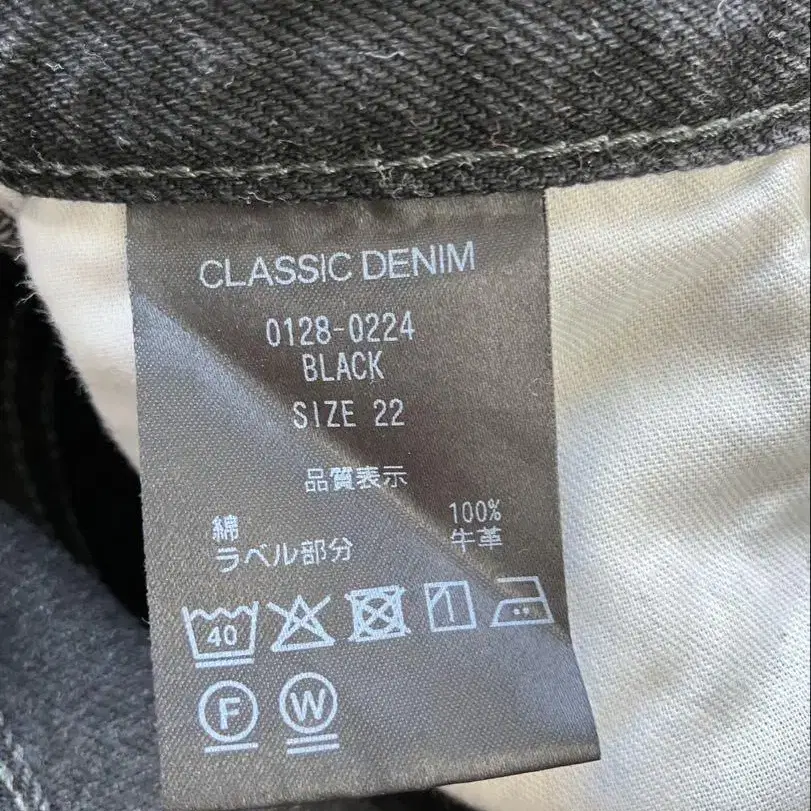 CLASSIC DENIM
0128-0224
BLACK
SIZE 22
品質表示
綿 100%
ラベル部分 牛革
40
F W